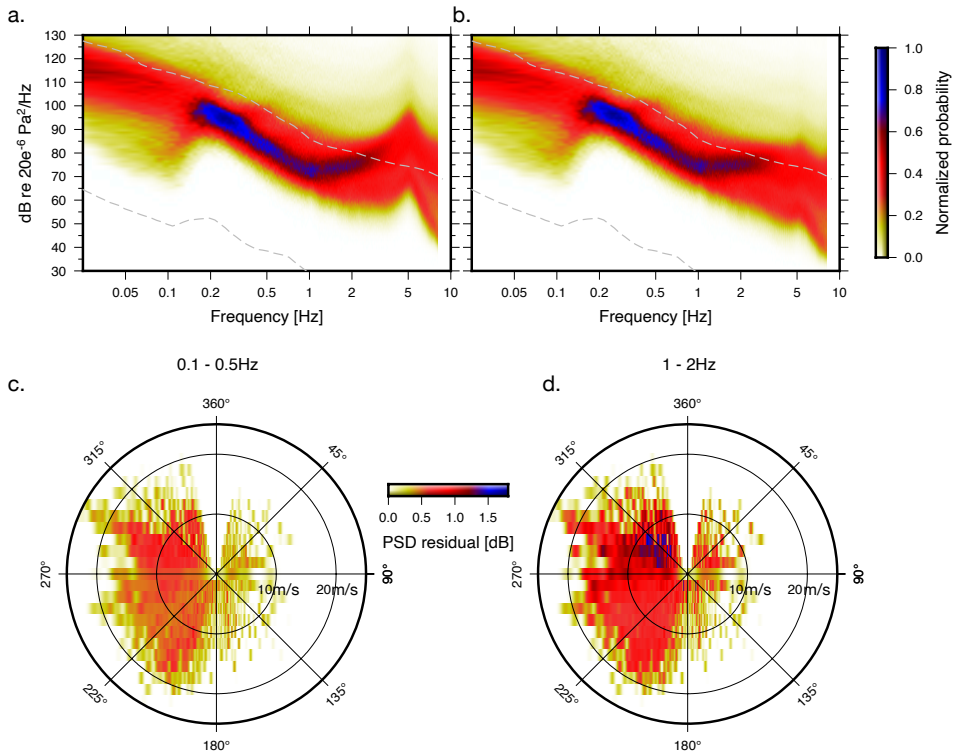 a.
b.
130
120
110
100
90
80
70
60
50
40
30
dB re 20e⁻⁶ Pa²/Hz
0.05 0.1 0.2 0.5 1 2 5 10
Frequency [Hz]
0.05 0.1 0.2 0.5 1 2 5 10
Frequency [Hz]
1.0
0.8
0.6
0.4
0.2
0.0
Normalized probability
0.1 - 0.5Hz
1 - 2Hz
c.
d.
360°
45°
90°
135°
180°
225°
270°
315°
10m/s
20m/s
0.0 0.5 1.0 1.5
PSD residual [dB]
360°
45°
90°
135°
180°
225°
270°
315°
10m/s
20m/s